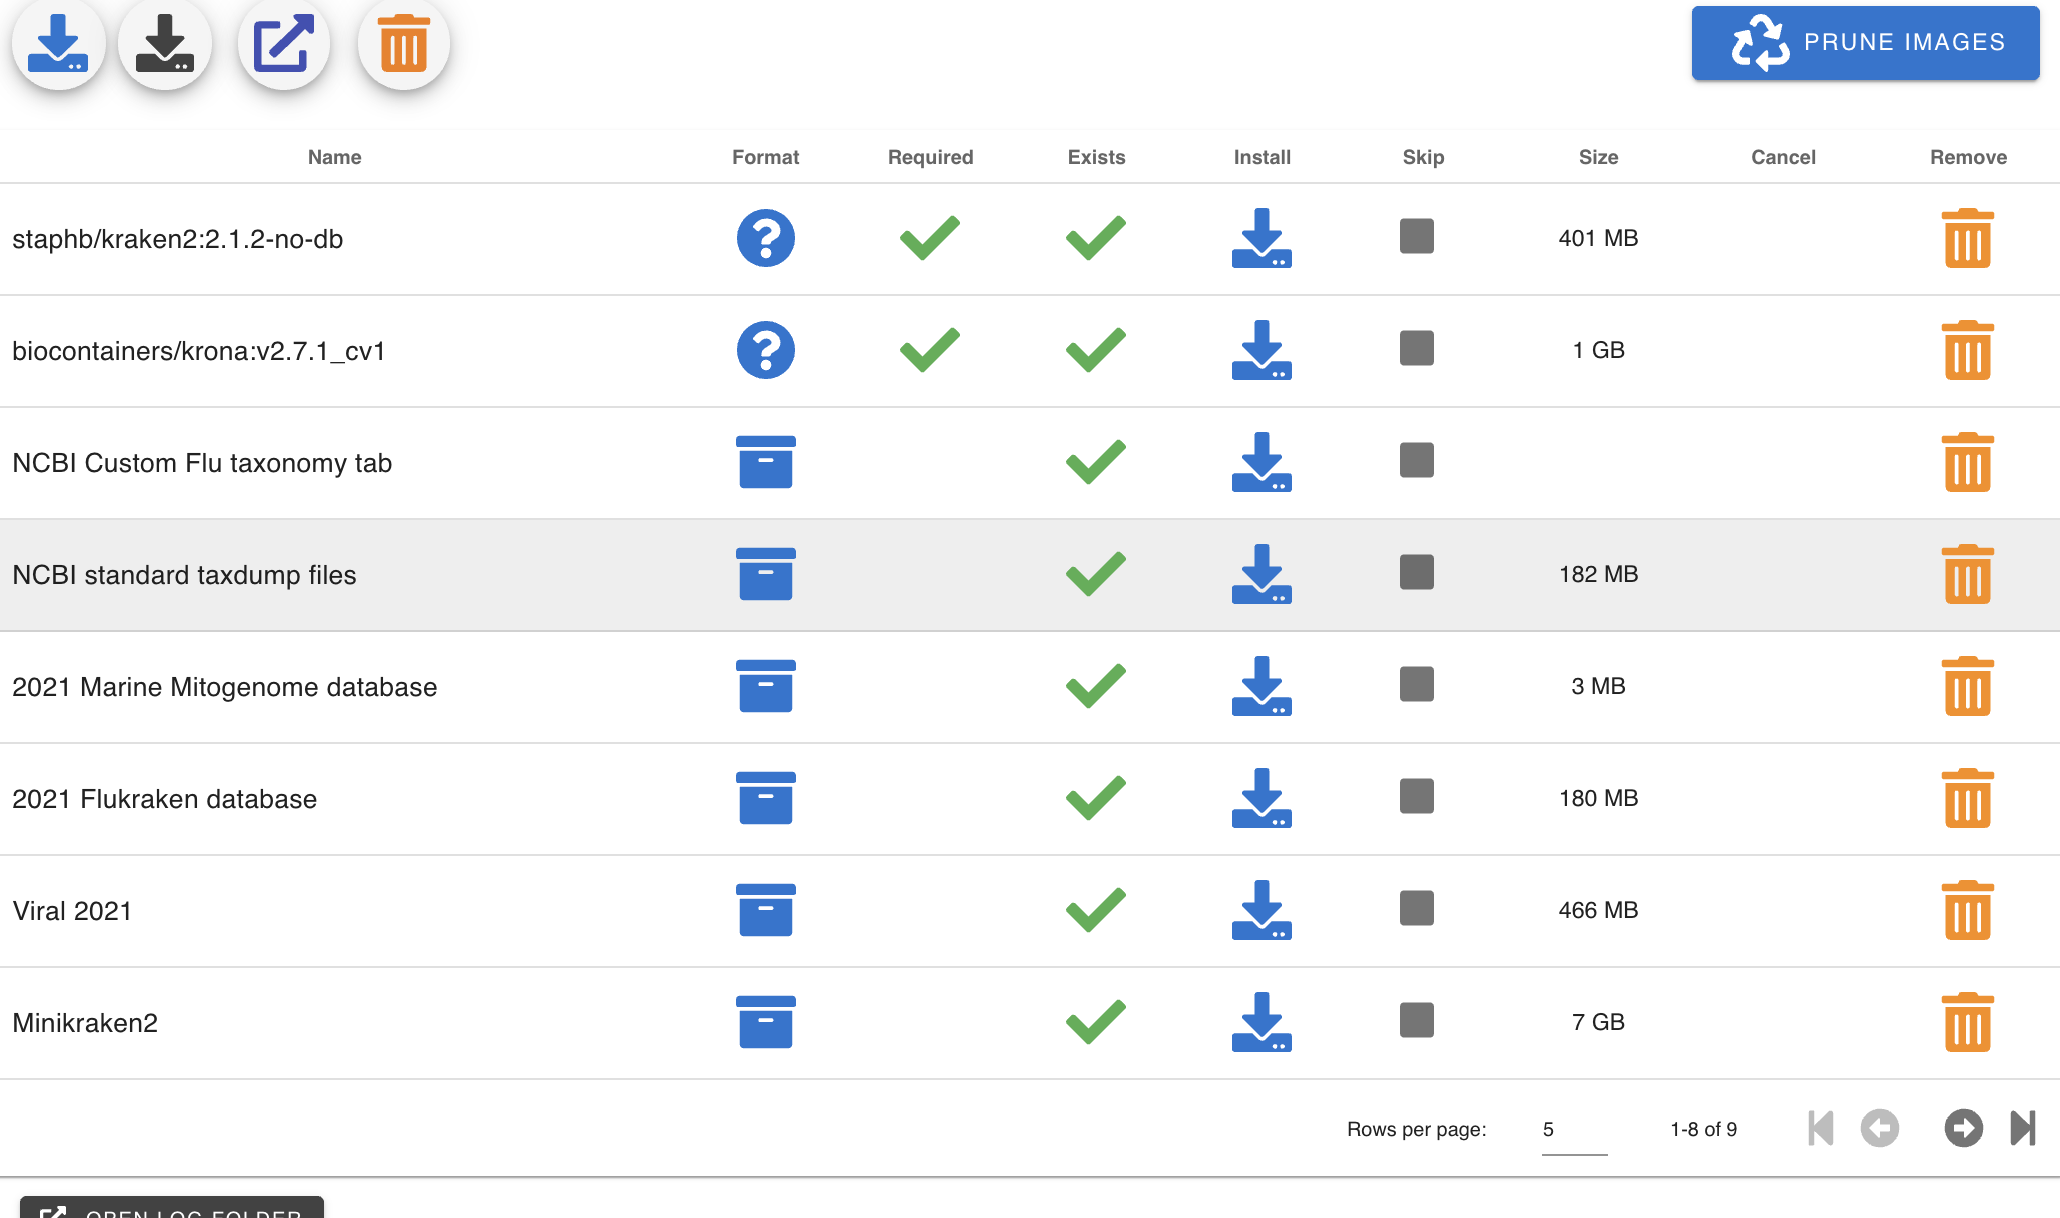 PRUNE IMAGES
Name Format Required Exists Install Skip Size Cancel Remove
staphb/kraken2:2.1.2-no-db 401 MB
biocontainers/krona:v2.7.1_cv1 1 GB
NCBI Custom Flu taxonomy tab
NCBI standard taxdump files 182 MB
2021 Marine Mitogenome database 3 MB
2021 Flukraken database 180 MB
Viral 2021 466 MB
Minikraken2 7 GB
Rows per page: 5 1-8 of 9
OPEN LOG FOLDER